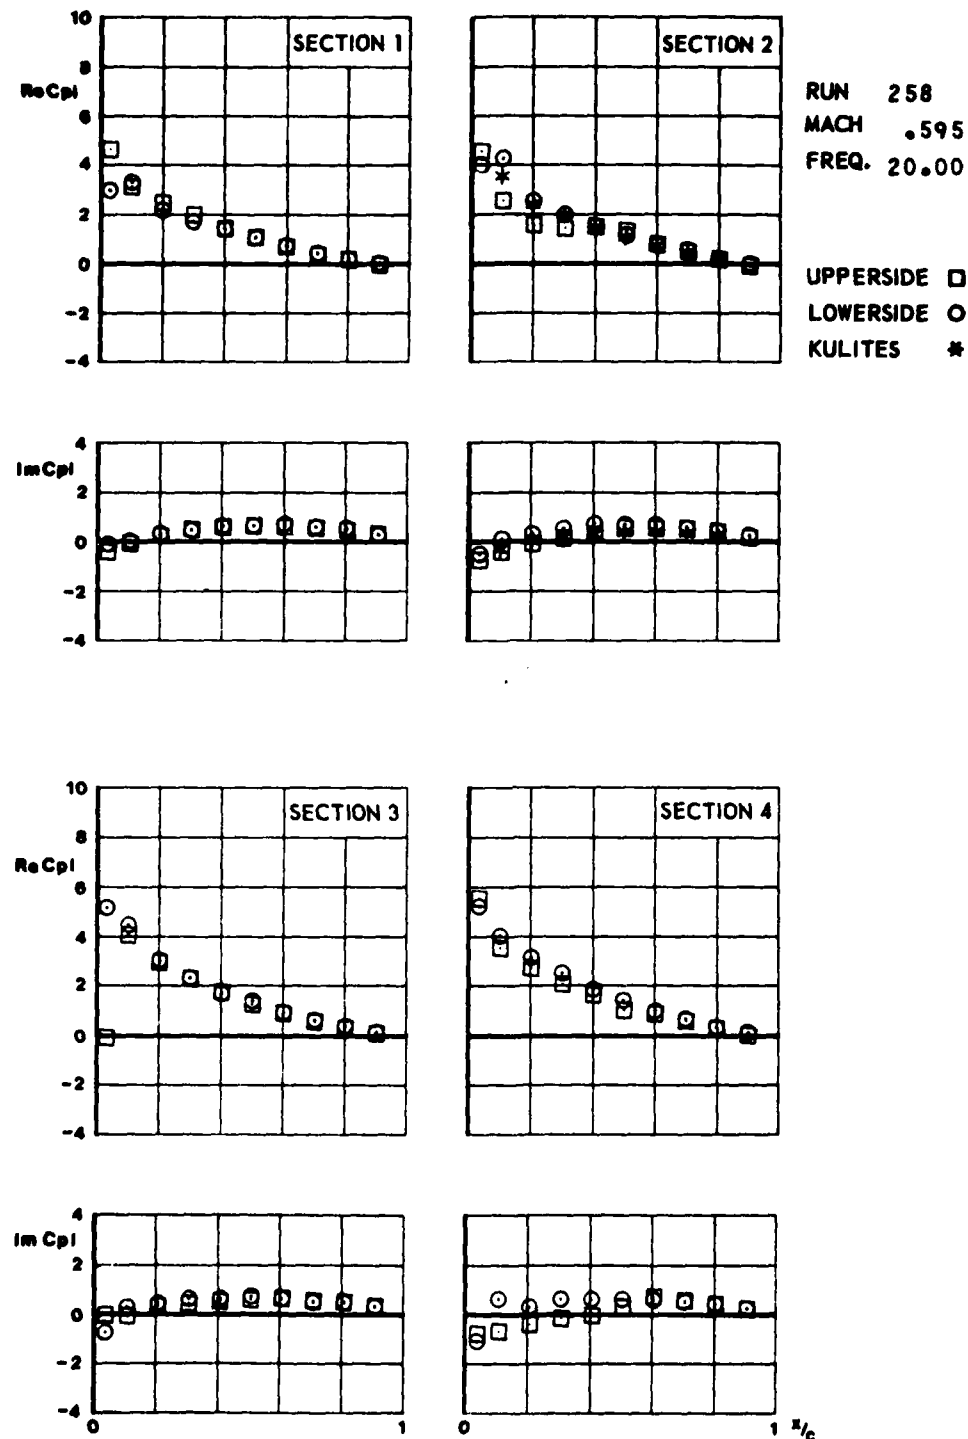 10
SECTION 1
SECTION 2
8
ReCpl
6
4
2
0
-2
-4
RUN 258
MACH .595
FREQ. 20.00
UPPERSIDE □
LOWERSIDE ○
KULITES *
4
ImCpl
2
0
-2
-4
10
SECTION 3
SECTION 4
8
ReCpl
6
4
2
0
-2
-4
4
ImCpl
2
0
-2
-4
0 1
0 1 x/c